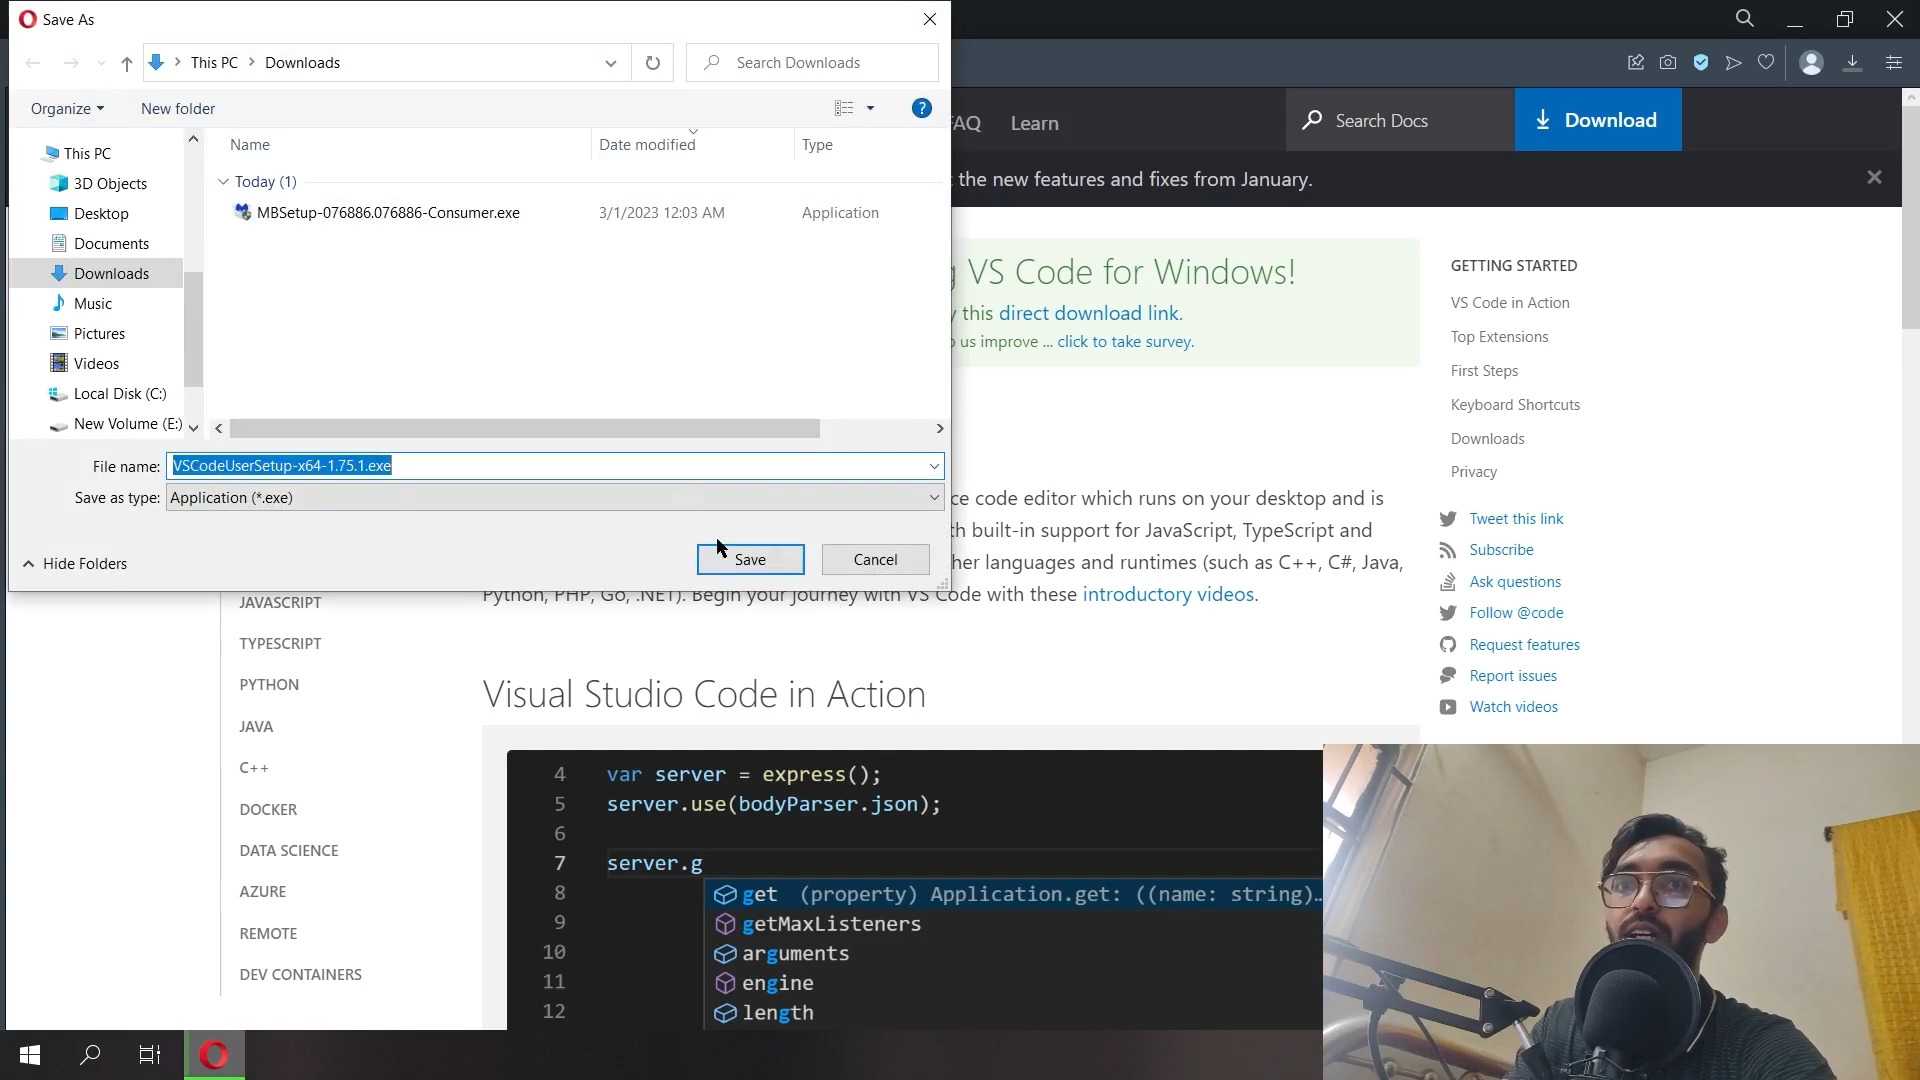 Save As
This PC
Downloads
Search Downloads
Organize
New folder
?
Name
Date modified
Type
This PC
3D Objects
Desktop
Documents
Downloads
Music
Pictures
Videos
Local Disk (C:)
New Volume (E:)
Today (1)
MBSetup-076886.076886-Consumer.exe
3/1/2023 12:03 AM
Application
File name: VSCodeUserSetup-x64-1.75.1.exe
Save as type: Application (*.exe)
Hide Folders
Save
Cancel
FAQ
Learn
Search Docs
Download
the new features and fixes from January.
g VS Code for Windows!
y this direct download link.
us improve ... click to take survey.
ce code editor which runs on your desktop and is
th built-in support for JavaScript, TypeScript and
her languages and runtimes (such as C++, C#, Java,
Python, PHP, Go, .NET). Begin your journey with VS Code with these introductory videos.
JAVASCRIPT
TYPESCRIPT
PYTHON
JAVA
C++
DOCKER
DATA SCIENCE
AZURE
REMOTE
DEV CONTAINERS
Visual Studio Code in Action
4 var server = express();
5 server.use(bodyParser.json);
6
7 server.g
8 get (property) Application.get: ((name: string)…
9 getMaxListeners
10 arguments
11 engine
12 length
GETTING STARTED
VS Code in Action
Top Extensions
First Steps
Keyboard Shortcuts
Downloads
Privacy
Tweet this link
Subscribe
Ask questions
Follow @code
Request features
Report issues
Watch videos